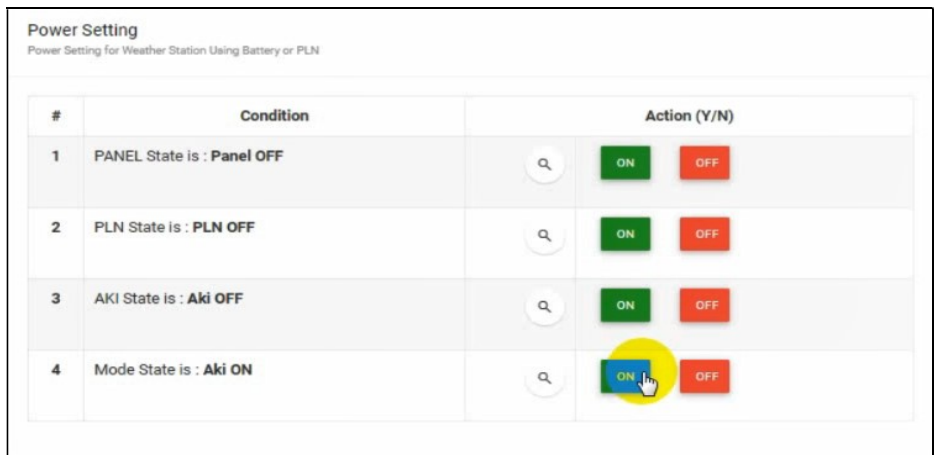 Power Setting
Power Setting for Weather Station Using Battery or PLN
# Condition Action (Y/N)
1 PANEL State is : Panel OFF ON OFF
2 PLN State is : PLN OFF ON OFF
3 AKI State is : Aki OFF ON OFF
4 Mode State is : Aki ON ON OFF